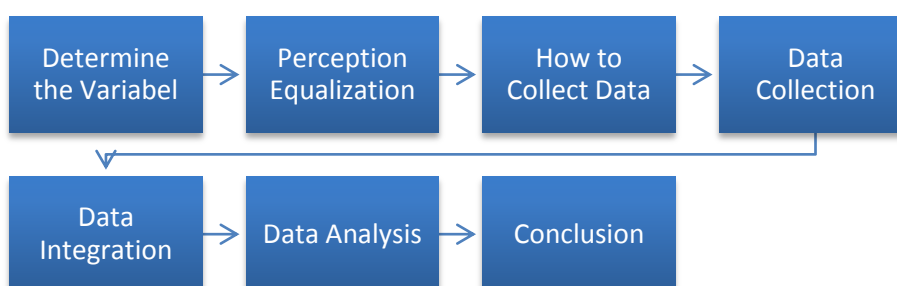 Determine
the Variabel
Perception
Equalization
How to
Collect Data
Data
Collection
Data
Integration
Data Analysis
Conclusion